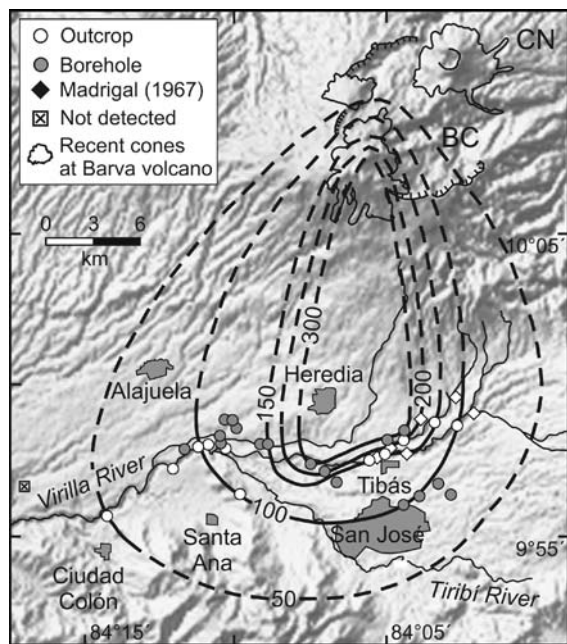 Outcrop
Borehole
Madrigal (1967)
Not detected
Recent cones
at Barva volcano
CN
BC
0 3 6
km
10°05'
300
150
200
Alajuela
Heredia
Virilla River
Tibás
100
Santa
Ana
San José
9°55'
Ciudad
Colón
50
Tiribí River
84°15'
84°05'